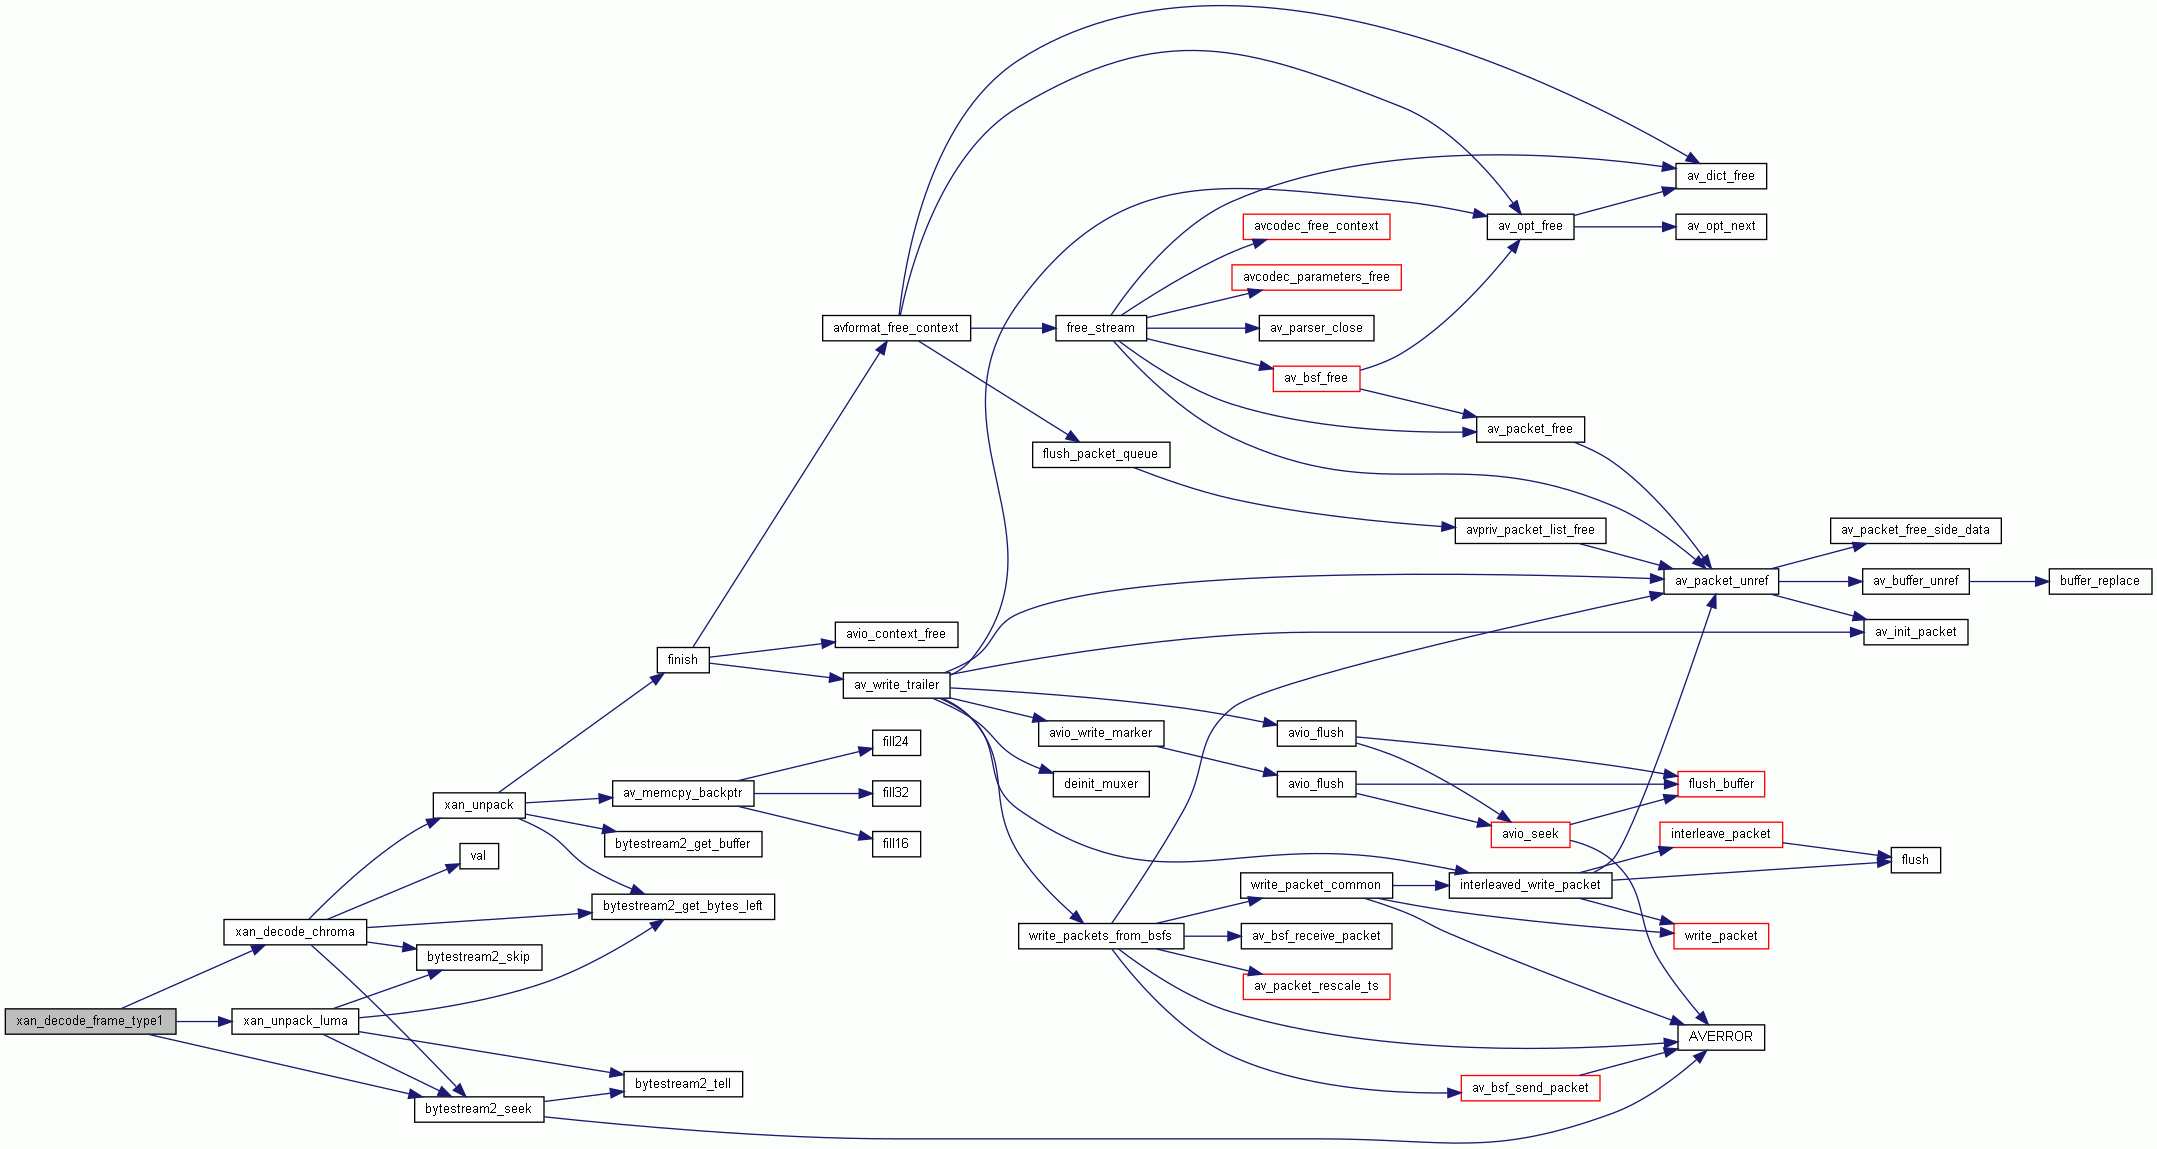 av_dict_free
avcodec_free_context
av_opt_free
av_opt_next
avcodec_parameters_free
avformat_free_context
free_stream
av_parser_close
av_bsf_free
av_packet_free
flush_packet_queue
avpriv_packet_list_free
av_packet_free_side_data
av_packet_unref
av_buffer_unref
buffer_replace
avio_context_free
av_init_packet
finish
av_write_trailer
avio_write_marker
avio_flush
fill24
deinit_muxer
avio_flush
flush_buffer
xan_unpack
av_memcpy_backptr
fill32
avio_seek
interleave_packet
bytestream2_get_buffer
fill16
val
flush
write_packet_common
interleaved_write_packet
bytestream2_get_bytes_left
xan_decode_chroma
write_packets_from_bsfs
av_bsf_receive_packet
write_packet
bytestream2_skip
av_packet_rescale_ts
xan_decode_frame_type1
xan_unpack_luma
AVERROR
bytestream2_tell
av_bsf_send_packet
bytestream2_seek